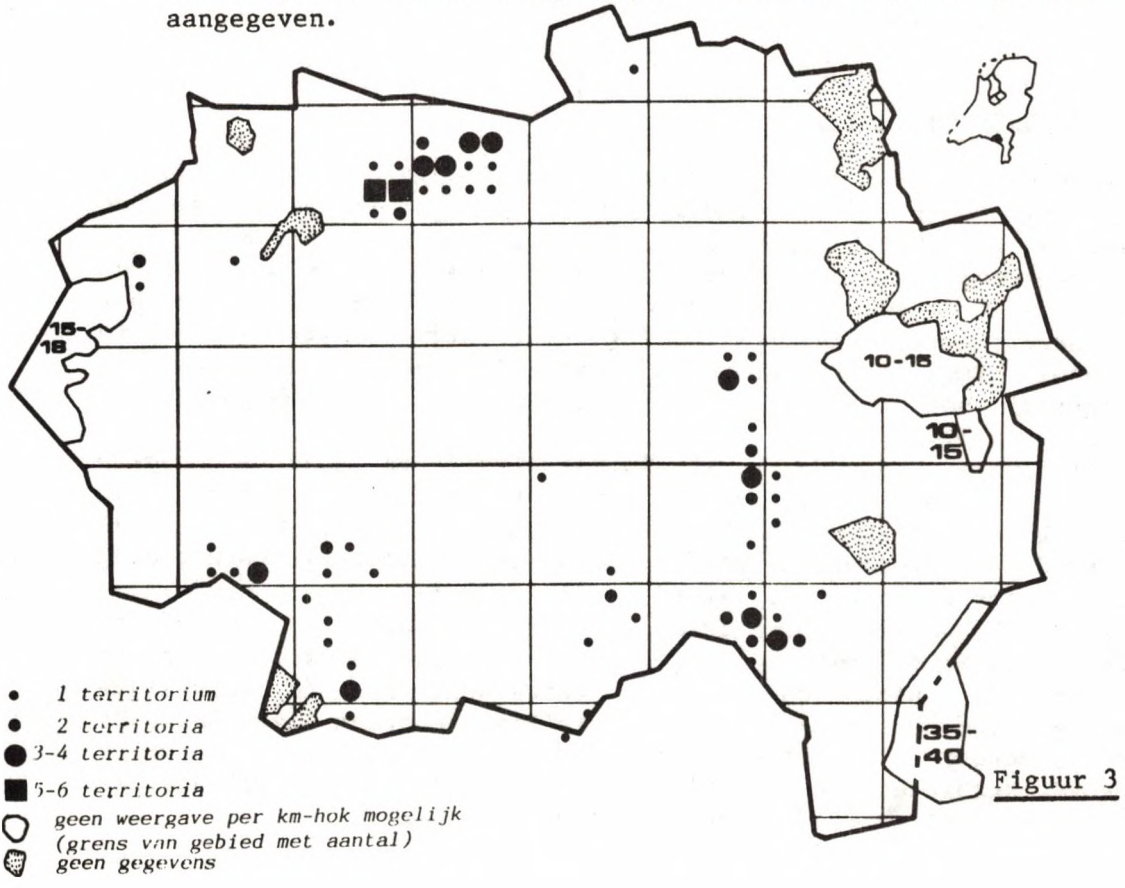 aangegeven.
15-
18
10-15
10-
15
35-
40
1 territorium
2 territoria
3-4 territoria
5-6 territoria
geen weergave per km-hok mogelijk
(grens van gebied met aantal)
geen gegevens
Figuur 3